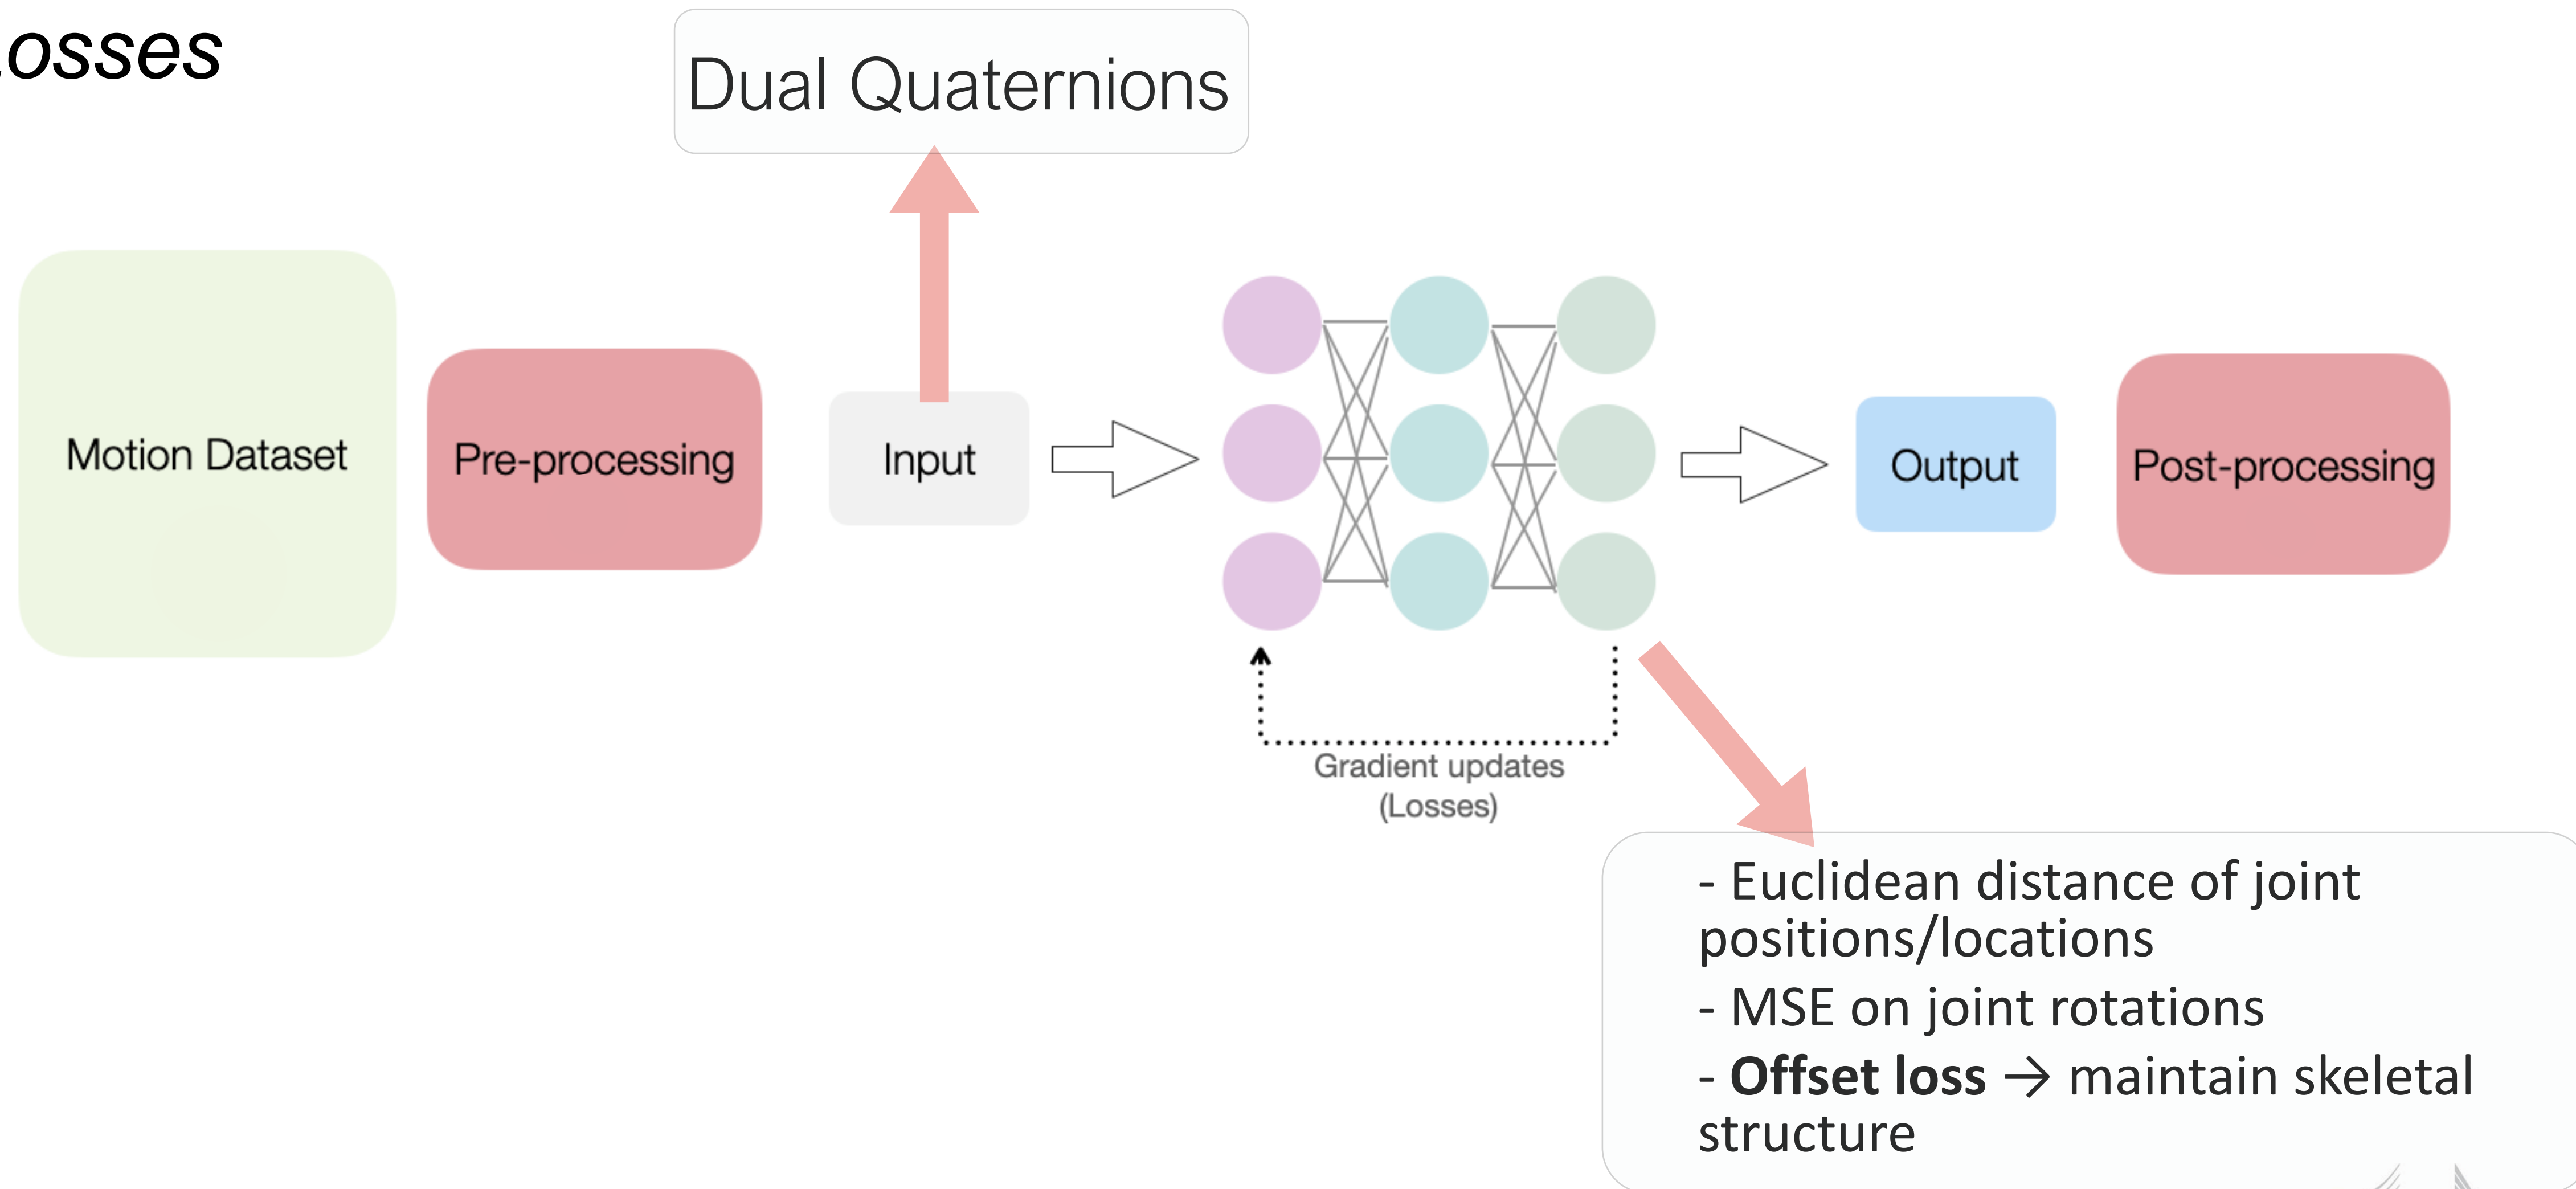 osses
Dual Quaternions
Motion Dataset
Pre-processing
Input
Output
Post-processing
Gradient updates
(Losses)
- Euclidean distance of joint
positions/locations
- MSE on joint rotations
- Offset loss → maintain skeletal
structure